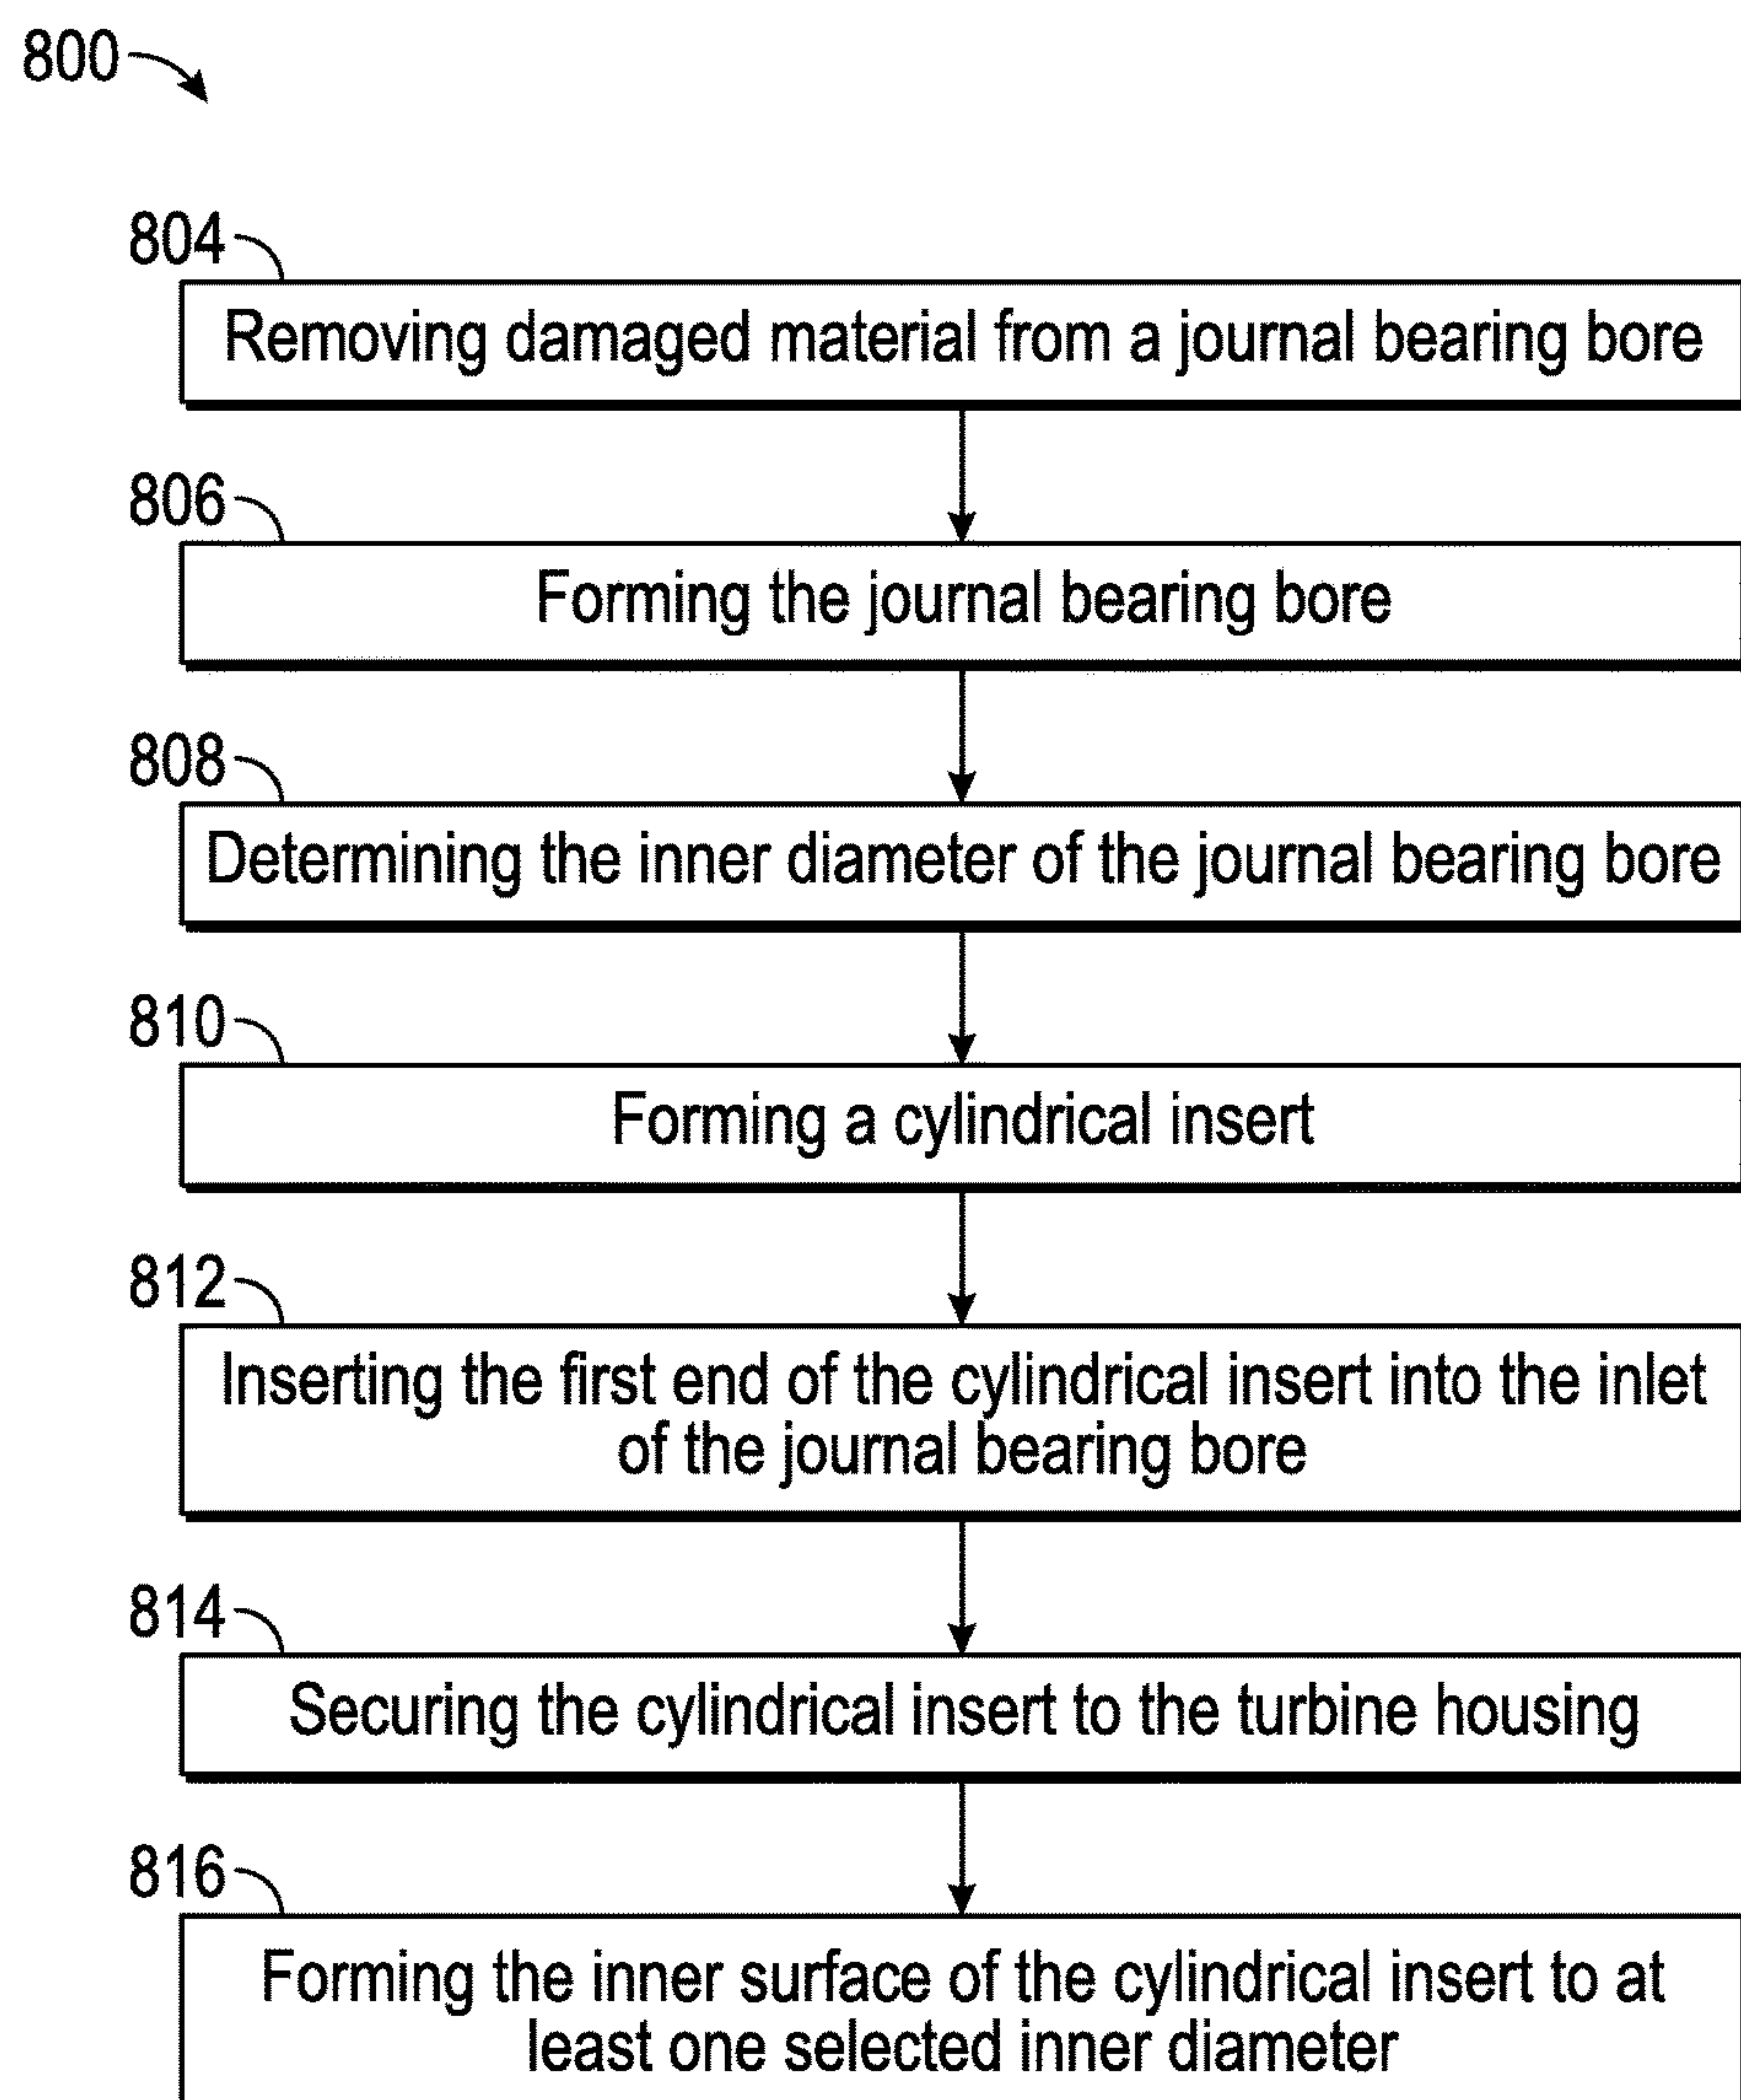 800
804
Removing damaged material from a journal bearing bore
806
Forming the journal bearing bore
808
Determining the inner diameter of the journal bearing bore
810
Forming a cylindrical insert
812
Inserting the first end of the cylindrical insert into the inlet
of the journal bearing bore
814
Securing the cylindrical insert to the turbine housing
816
Forming the inner surface of the cylindrical insert to at
least one selected inner diameter